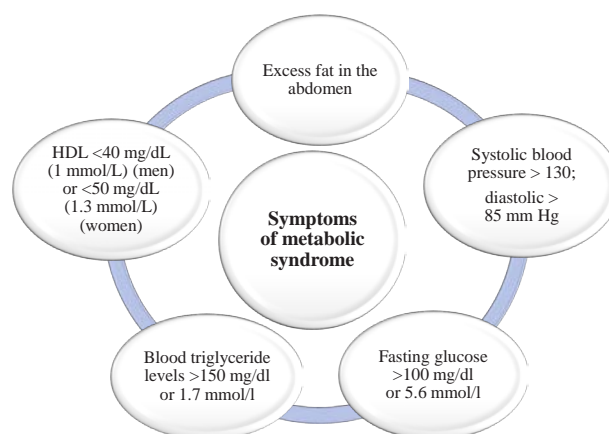 Excess fat in the
abdomen
Systolic blood
pressure > 130;
diastolic >
85 mm Hg
Fasting glucose
>100 mg/dl
or 5.6 mmol/l
Blood triglyceride
levels >150 mg/dl
or 1.7 mmol/l
HDL <40 mg/dL
(1 mmol/L) (men)
or <50 mg/dL
(1.3 mmol/L)
(women)
Symptoms
of metabolic
syndrome